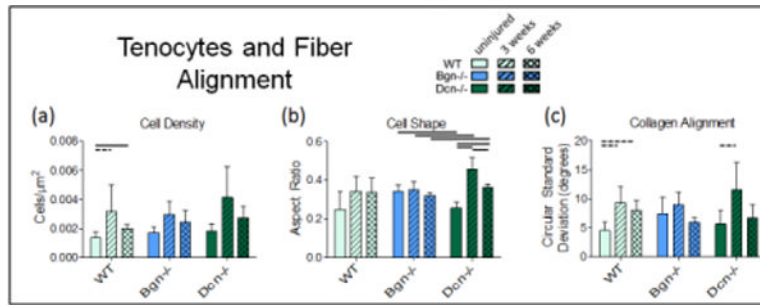 Tenocytes and Fiber
Alignment
uninjured
3 weeks
6 weeks
WT
Bgn-/-
Dcn-/-
(a)
Cell Density
Cells/μm²
0.008
0.006
0.004
0.002
0.000
WT
Bgn-/-
Dcn-/-
(b)
Cell Shape
Aspect Ratio
0.6
0.4
0.2
0.0
WT
Bgn-/-
Dcn-/-
(c)
Collagen Alignment
Circular Standard
Deviation (degrees)
20
15
10
5
0
WT
Bgn-/-
Dcn-/-